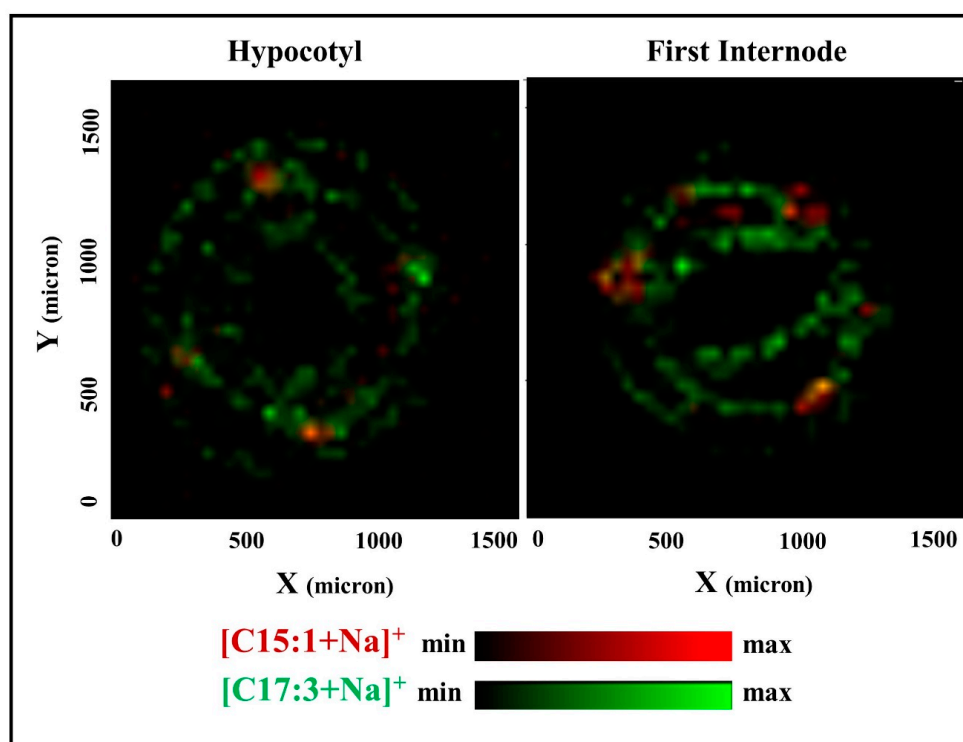 Hypocotyl
First Internode
1500
1000
500
0
Y (micron)
0 500 1000 1500
0 500 1000 1500
X (micron)
X (micron)
[C15:1+Na]+ min max
[C17:3+Na]+ min max